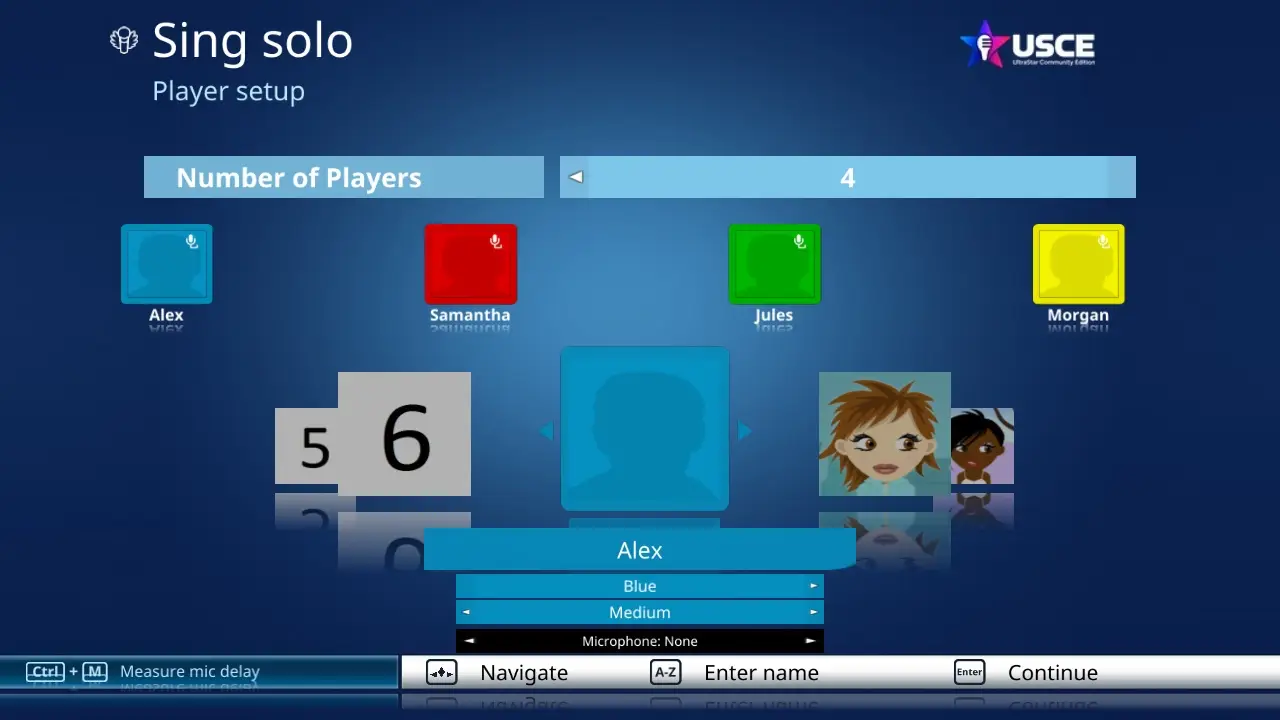 Sing solo
USCE
UltraStar Community Edition
Player setup
Number of Players
4
Alex
Samantha
Jules
Morgan
5
6
Alex
Blue
Medium
Microphone: None
Ctrl + M Measure mic delay
Navigate
A-Z Enter name
Enter Continue